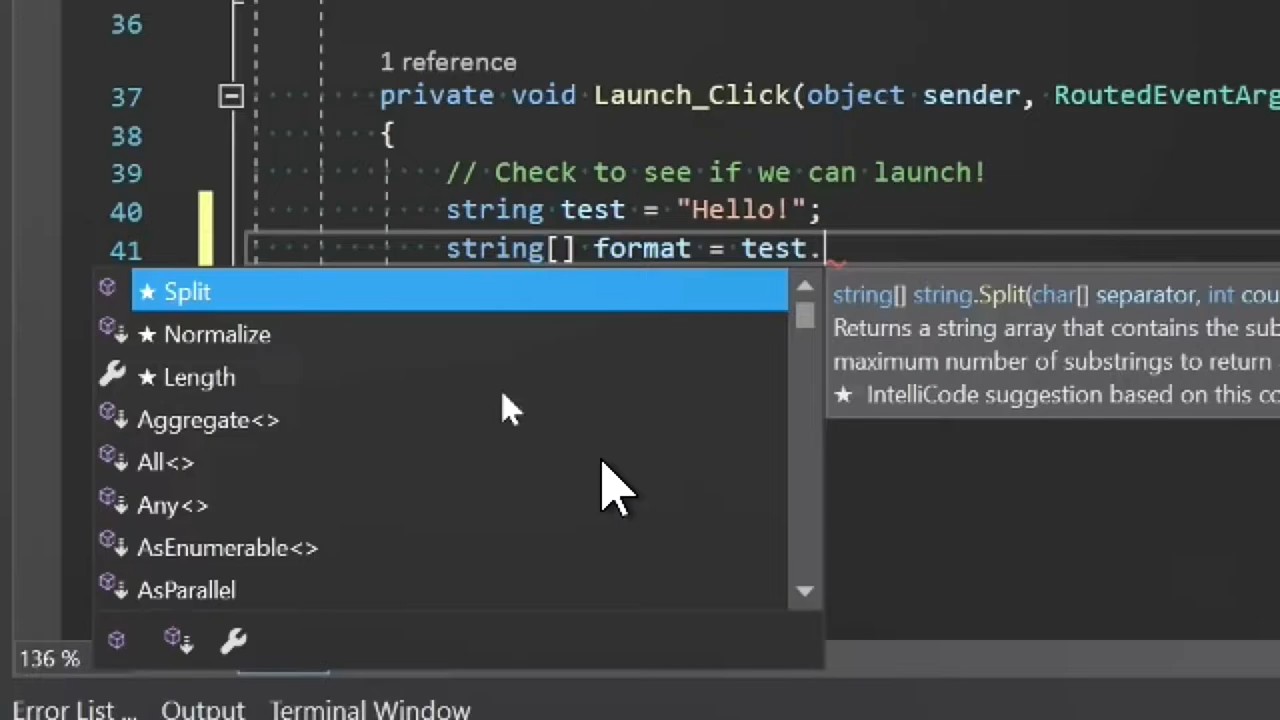 36
1 reference
37 private void Launch_Click(object sender, RoutedEventArg
38 {
39 // Check to see if we can launch!
40 string test = "Hello!";
41 string[] format = test.
★ Split
★ Normalize
★ Length
Aggregate<>
All<>
Any<>
AsEnumerable<>
AsParallel
string[] string.Split(char[] separator, int cou
Returns a string array that contains the sub
maximum number of substrings to return
★ IntelliCode suggestion based on this co
136 %
Error List ... Output Terminal Window